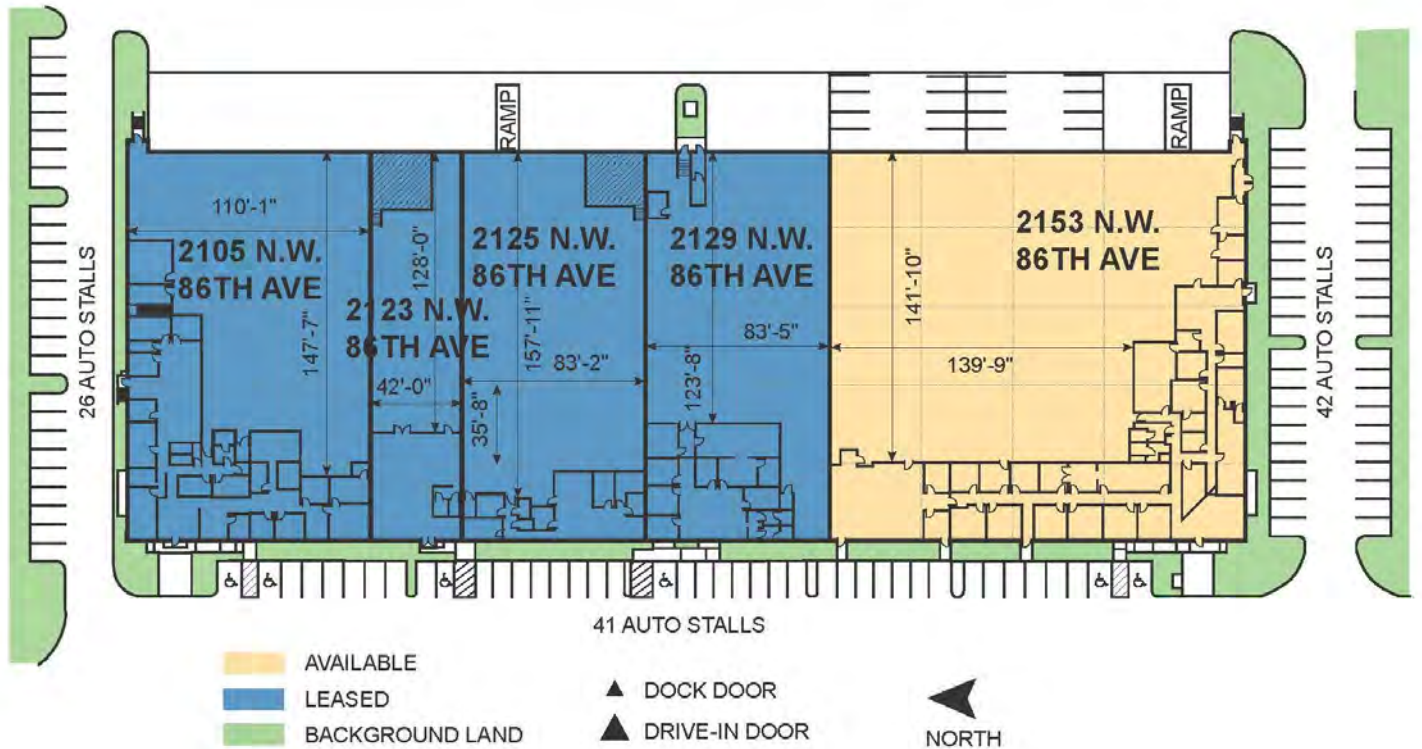 RAMP
RAMP
110'-1"
2105 N.W.
86TH AVE
147'-7"
128'-0"
2123 N.W.
86TH AVE
42'-0"
2125 N.W.
86TH AVE
157'-11"
83'-2"
35'-8"
2129 N.W.
86TH AVE
83'-5"
123'-8"
2153 N.W.
86TH AVE
141'-10"
139'-9"
26 AUTO STALLS
42 AUTO STALLS
41 AUTO STALLS
AVAILABLE
LEASED
BACKGROUND LAND
DOCK DOOR
DRIVE-IN DOOR
NORTH